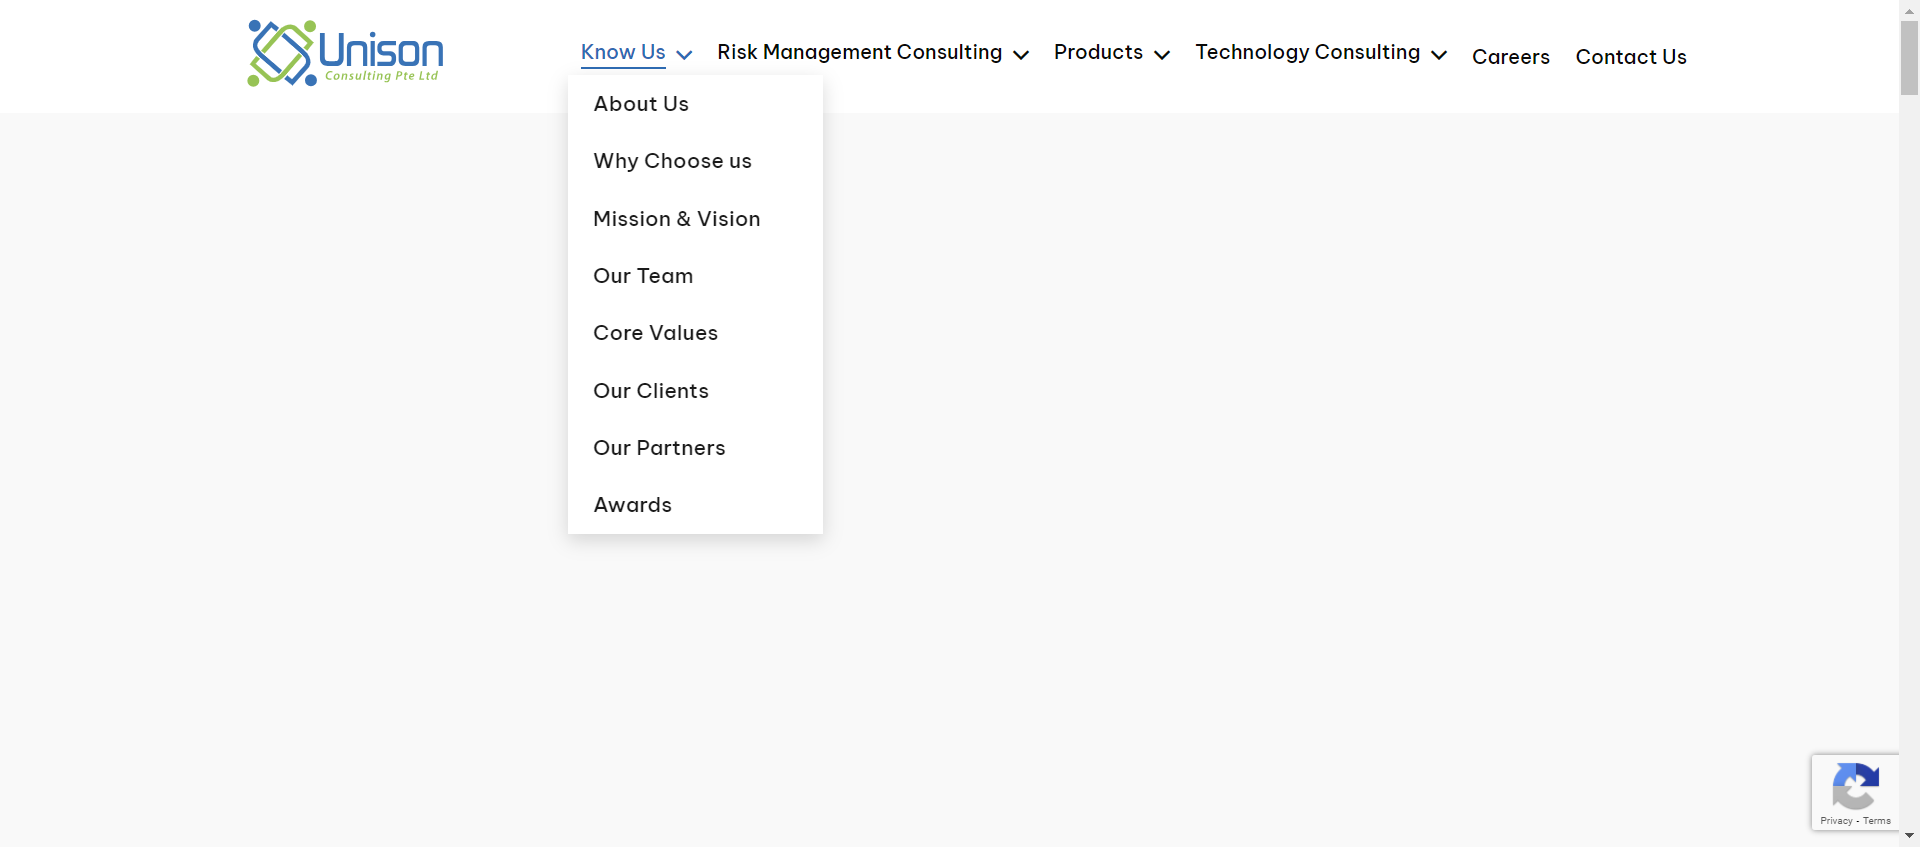 Unison
Consulting Pte Ltd
Know Us
Risk Management Consulting
Products
Technology Consulting
Careers
Contact Us
About Us
Why Choose us
Mission & Vision
Our Team
Core Values
Our Clients
Our Partners
Awards
Privacy - Terms